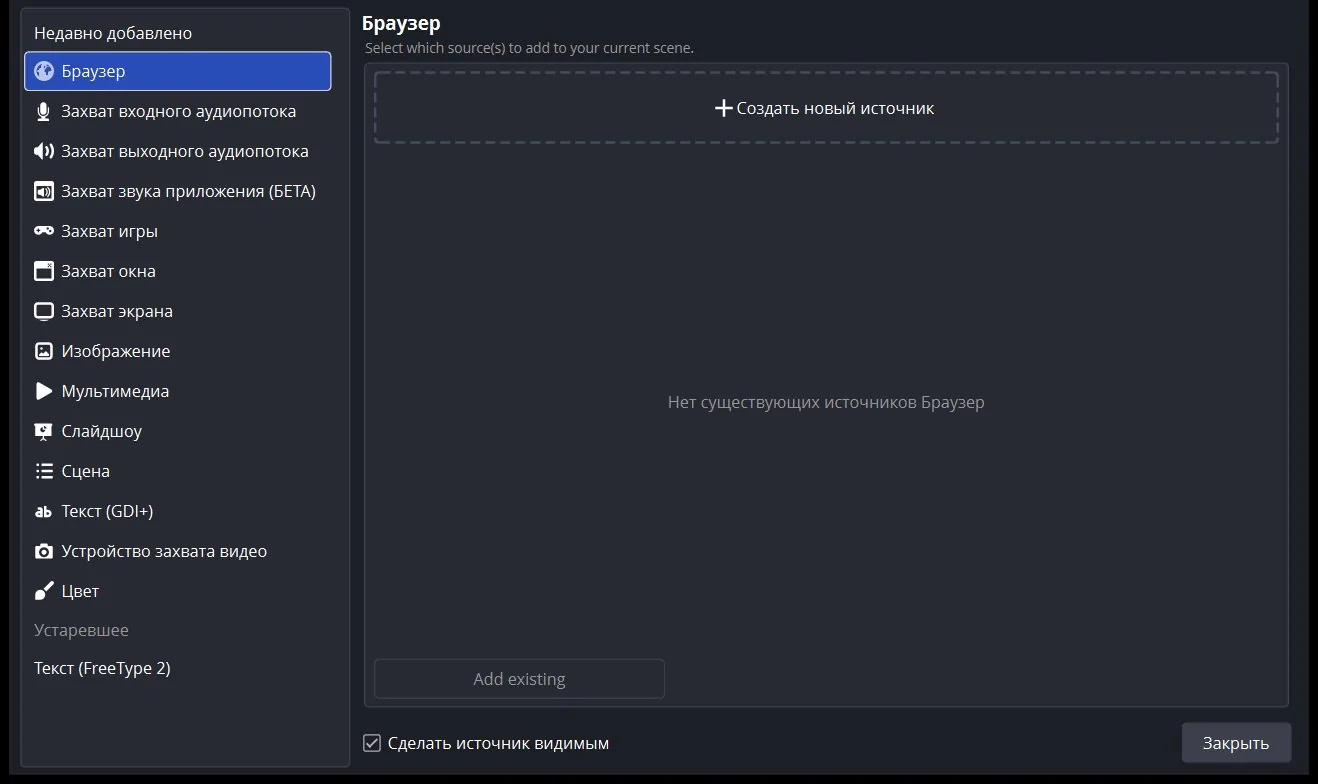 Недавно добавлено
Браузер
Захват входного аудиопотока
Захват выходного аудиопотока
Захват звука приложения (БЕТА)
Захват игры
Захват окна
Захват экрана
Изображение
Мультимедиа
Слайдшоу
Сцена
ab Текст (GDI+)
Устройство захвата видео
Цвет
Устаревшее
Текст (FreeType 2)
Браузер
Select which source(s) to add to your current scene.
Создать новый источник
Нет существующих источников Браузер
Add existing
Сделать источник видимым
Закрыть